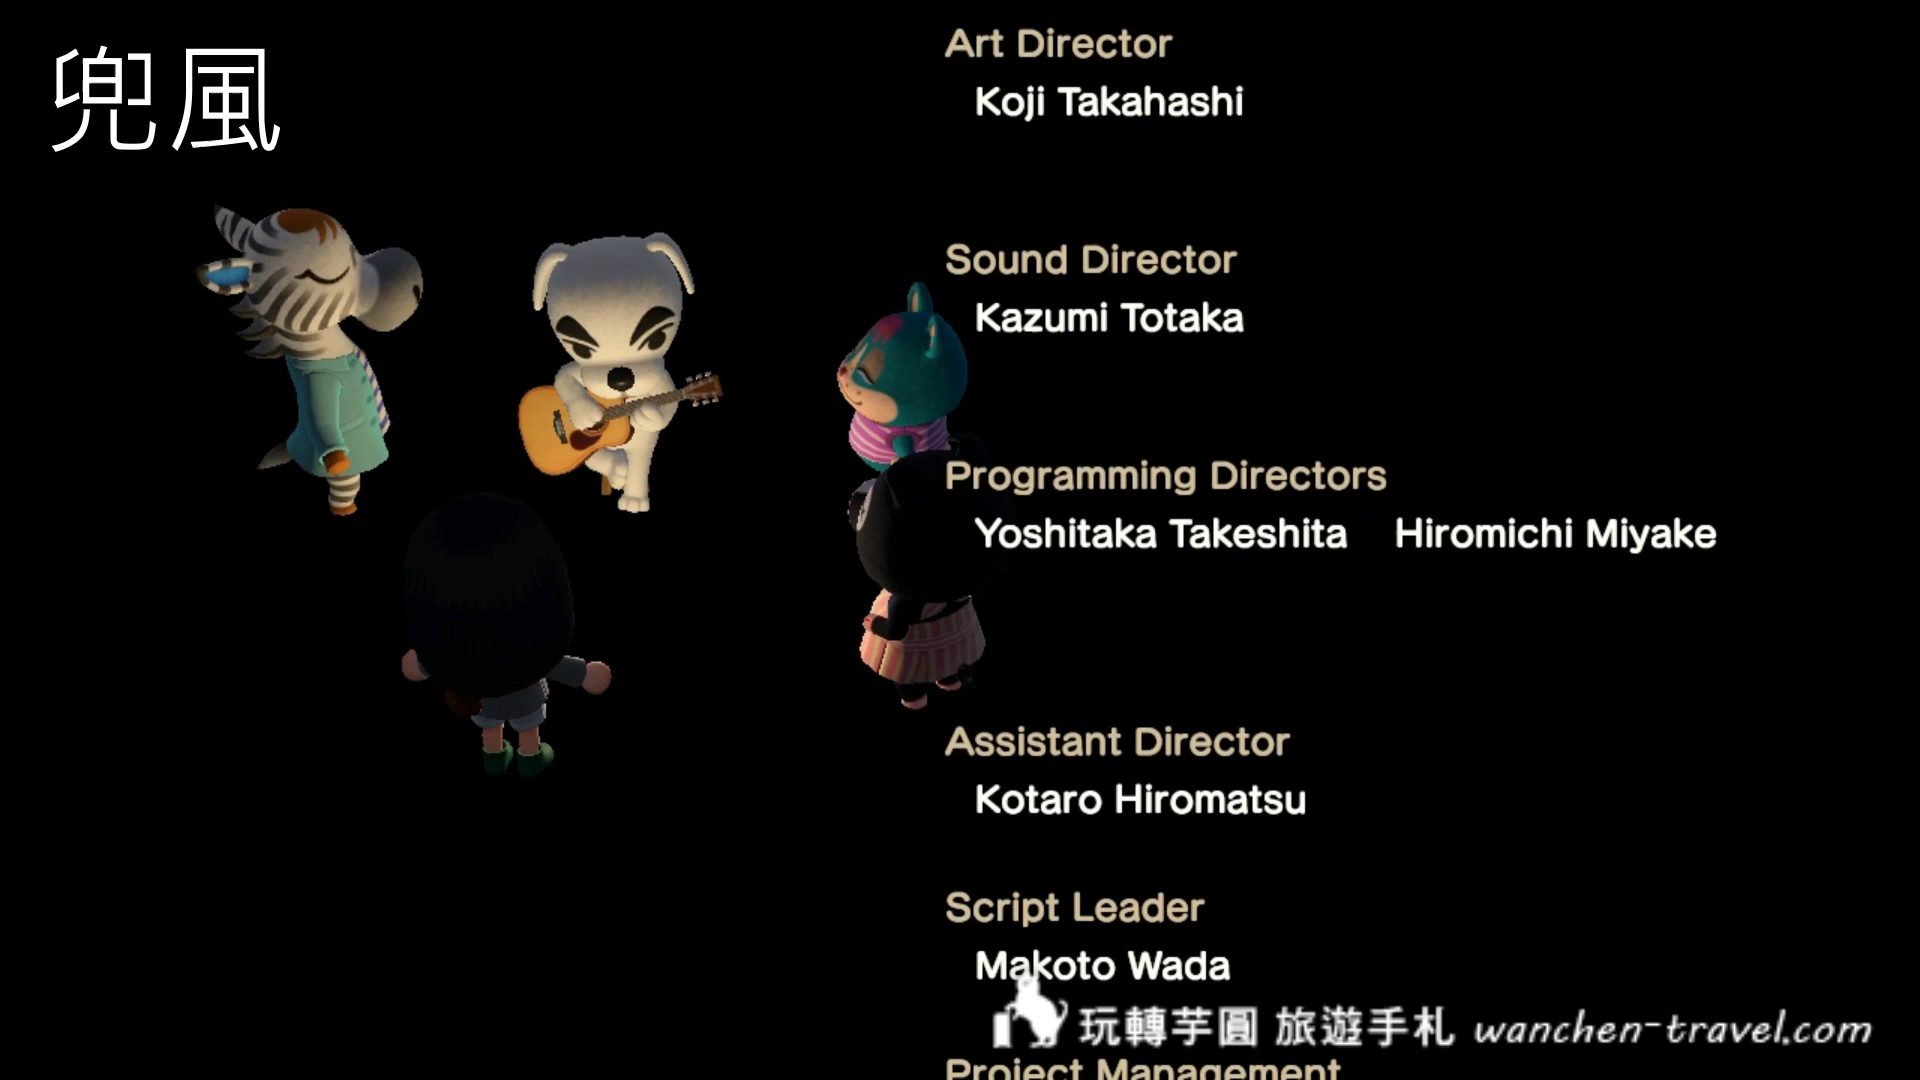 兜風
Art Director
Koji Takahashi
Sound Director
Kazumi Totaka
Programming Directors
Yoshitaka Takeshita Hiromichi Miyake
Assistant Director
Kotaro Hiromatsu
Script Leader
Makoto Wada
玩轉芋圓 旅遊手札 wanchen-travel.com
Project Management